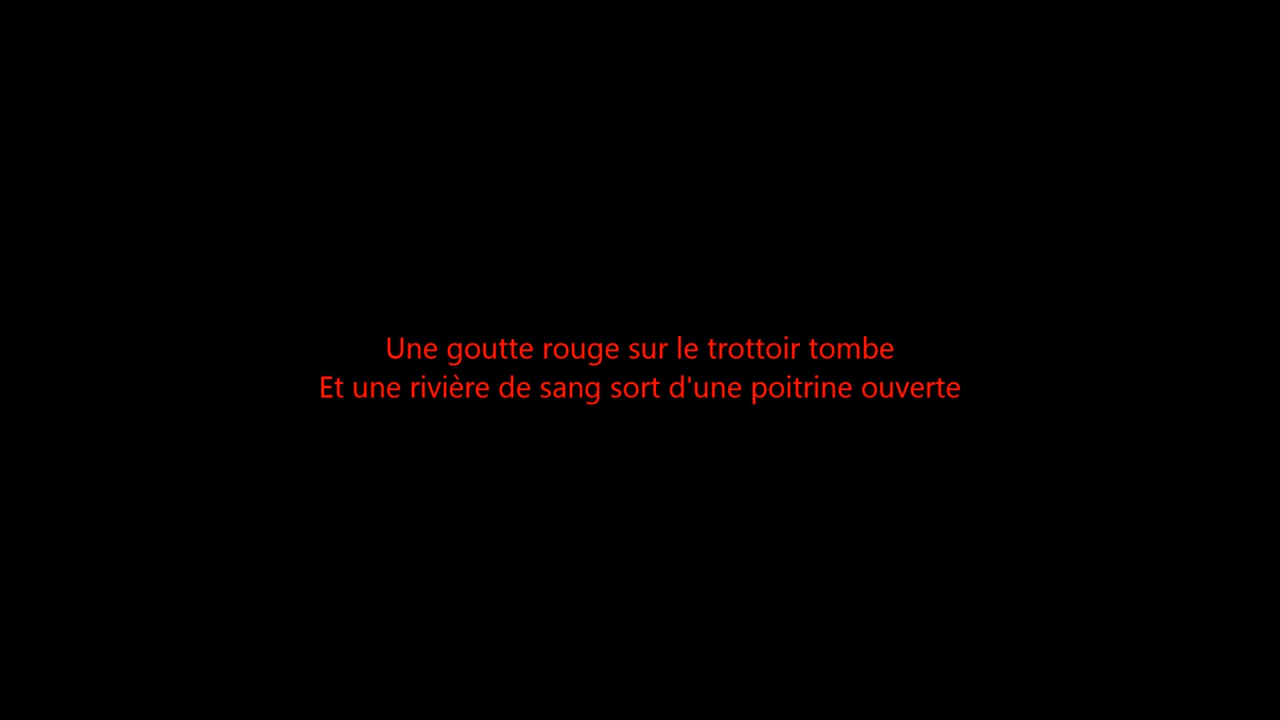 Une goutte rouge sur le trottoir tombe
Et une rivière de sang sort d'une poitrine ouverte